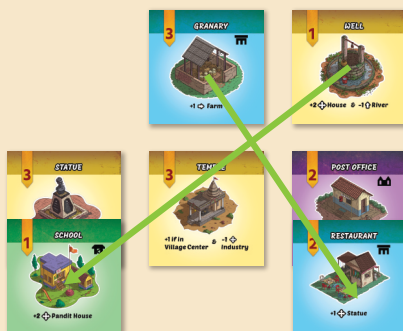 3 GRANARY
+1 ⇨ Farm
1 WELL
+2 ✥ House & -1 ⇧ River
3 STATUE
3 TEMPLE
+1 If in
Village Center & -1 ✥
Industry
2 POST OFFICE
1 SCHOOL
+2 ✥ Pandit House
2 RESTAURANT
+1 ✥ Statue